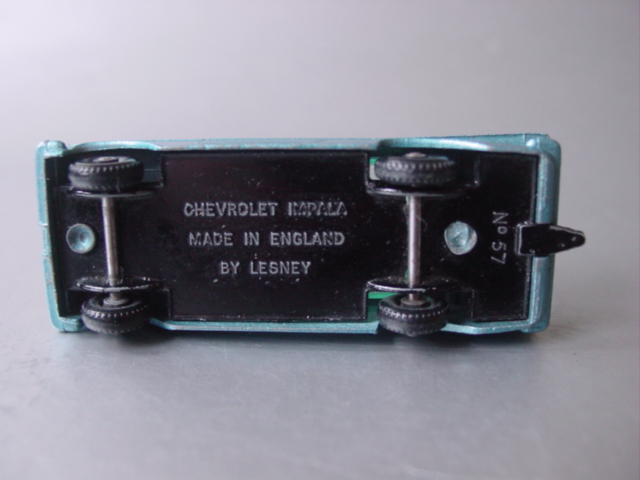 CHEVROLET IMPALA
MADE IN ENGLAND
BY LESNEY
No 57